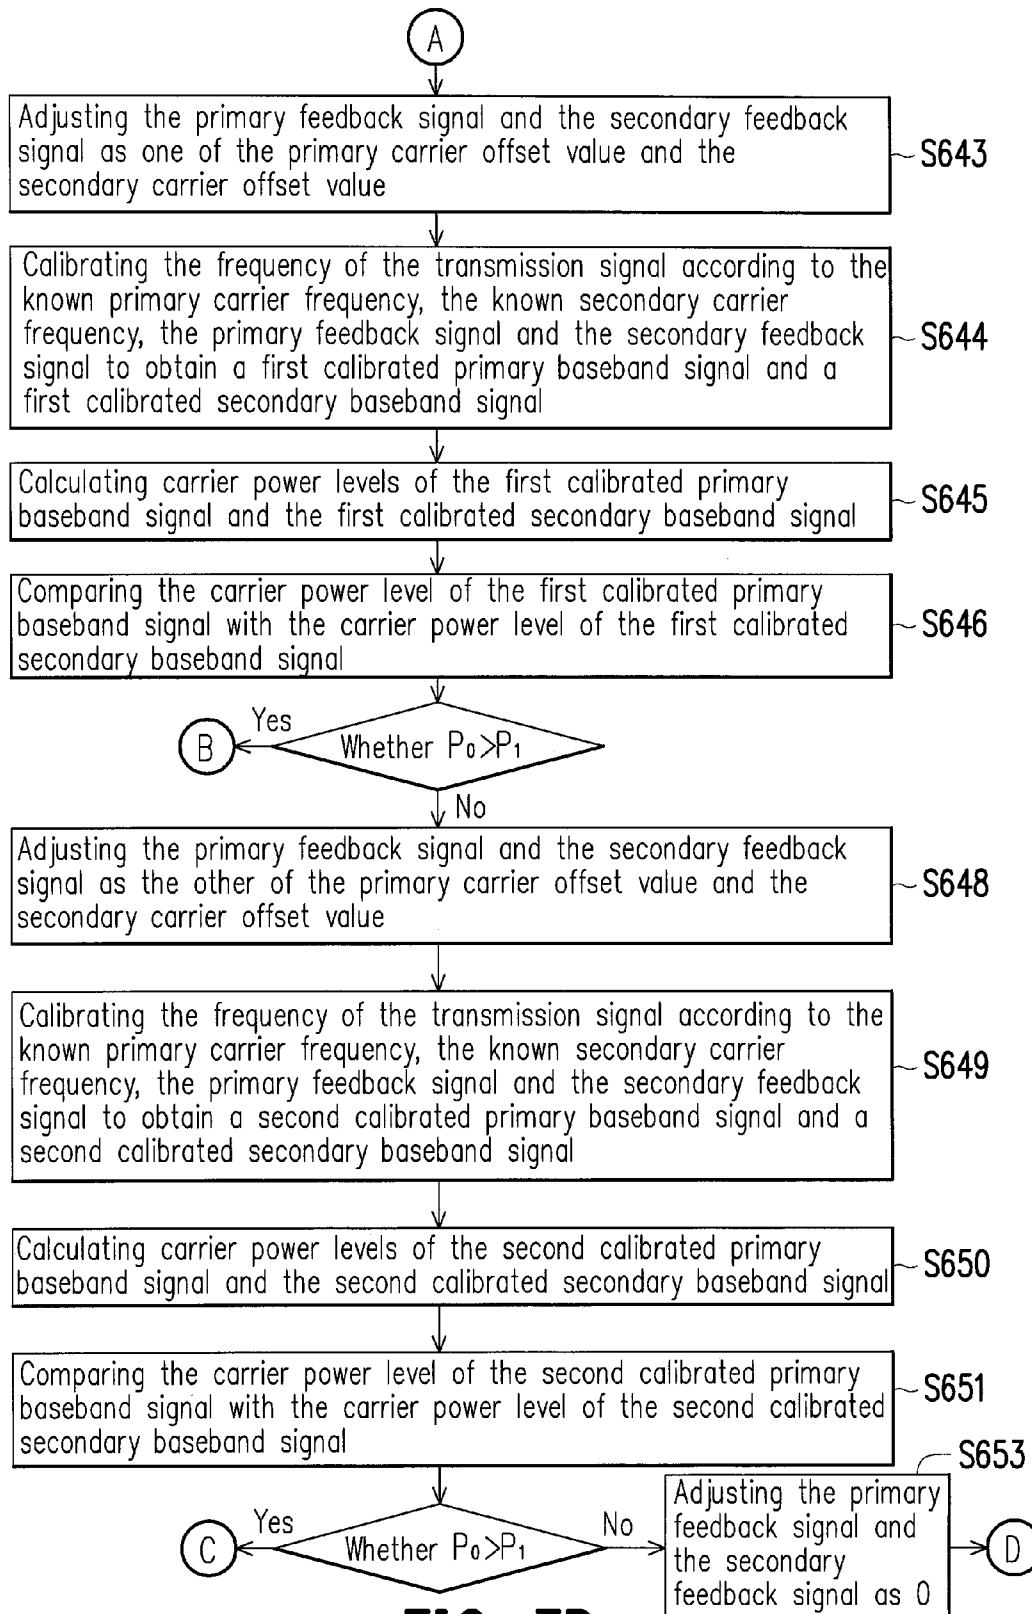 A
Adjusting the primary feedback signal and the secondary feedback
signal as one of the primary carrier offset value and the
secondary carrier offset value
S643
Calibrating the frequency of the transmission signal according to the
known primary carrier frequency, the known secondary carrier
frequency, the primary feedback signal and the secondary feedback
signal to obtain a first calibrated primary baseband signal and a
first calibrated secondary baseband signal
S644
Calculating carrier power levels of the first calibrated primary
baseband signal and the first calibrated secondary baseband signal
S645
Comparing the carrier power level of the first calibrated primary
baseband signal with the carrier power level of the first calibrated
secondary baseband signal
S646
B
Yes
Whether P0>P1
No
Adjusting the primary feedback signal and the secondary feedback
signal as the other of the primary carrier offset value and the
secondary carrier offset value
S648
Calibrating the frequency of the transmission signal according to the
known primary carrier frequency, the known secondary carrier
frequency, the primary feedback signal and the secondary feedback
signal to obtain a second calibrated primary baseband signal and a
second calibrated secondary baseband signal
S649
Calculating carrier power levels of the second calibrated primary
baseband signal and the second calibrated secondary baseband signal
S650
Comparing the carrier power level of the second calibrated primary
baseband signal with the carrier power level of the second calibrated
secondary baseband signal
S651
C
Yes
Whether P0>P1
No
S653
Adjusting the primary
feedback signal and
the secondary
feedback signal as 0
D